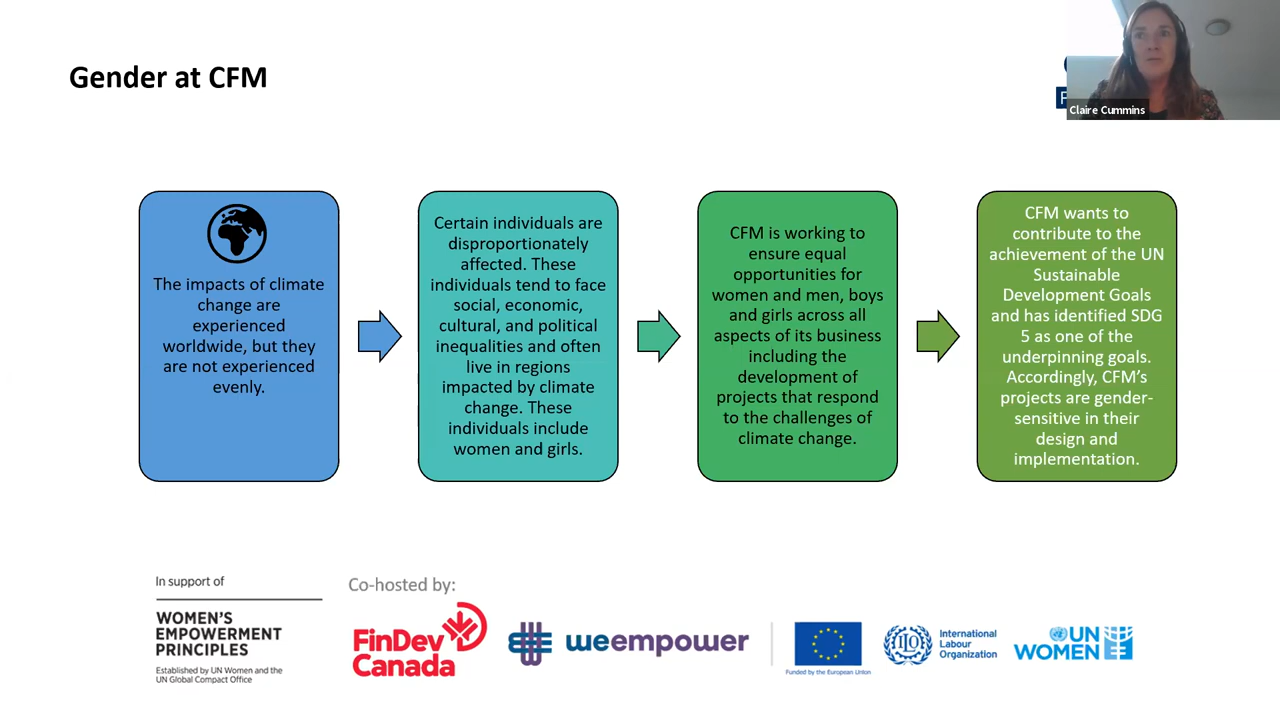 Gender at CFM
Claire Cummins
The impacts of climate
change are
experienced
worldwide, but they
are not experienced
evenly.
Certain individuals are
disproportionately
affected. These
individuals tend to face
social, economic,
cultural, and political
inequalities and often
live in regions
impacted by climate
change. These
individuals include
women and girls.
CFM is working to
ensure equal
opportunities for
women and men, boys
and girls across all
aspects of its business
including the
development of
projects that respond
to the challenges of
climate change.
CFM wants to
contribute to the
achievement of the UN
Sustainable
Development Goals
and has identified SDG
5 as one of the
underpinning goals.
Accordingly, CFM’s
projects are gender-
sensitive in their
design and
implementation.
In support of
WOMEN’S
EMPOWERMENT
PRINCIPLES
Established by UN Women and the
UN Global Compact Office
Co-hosted by:
FinDev
Canada
weempower
Funded by the European Union
International
Labour
Organization
UN
WOMEN